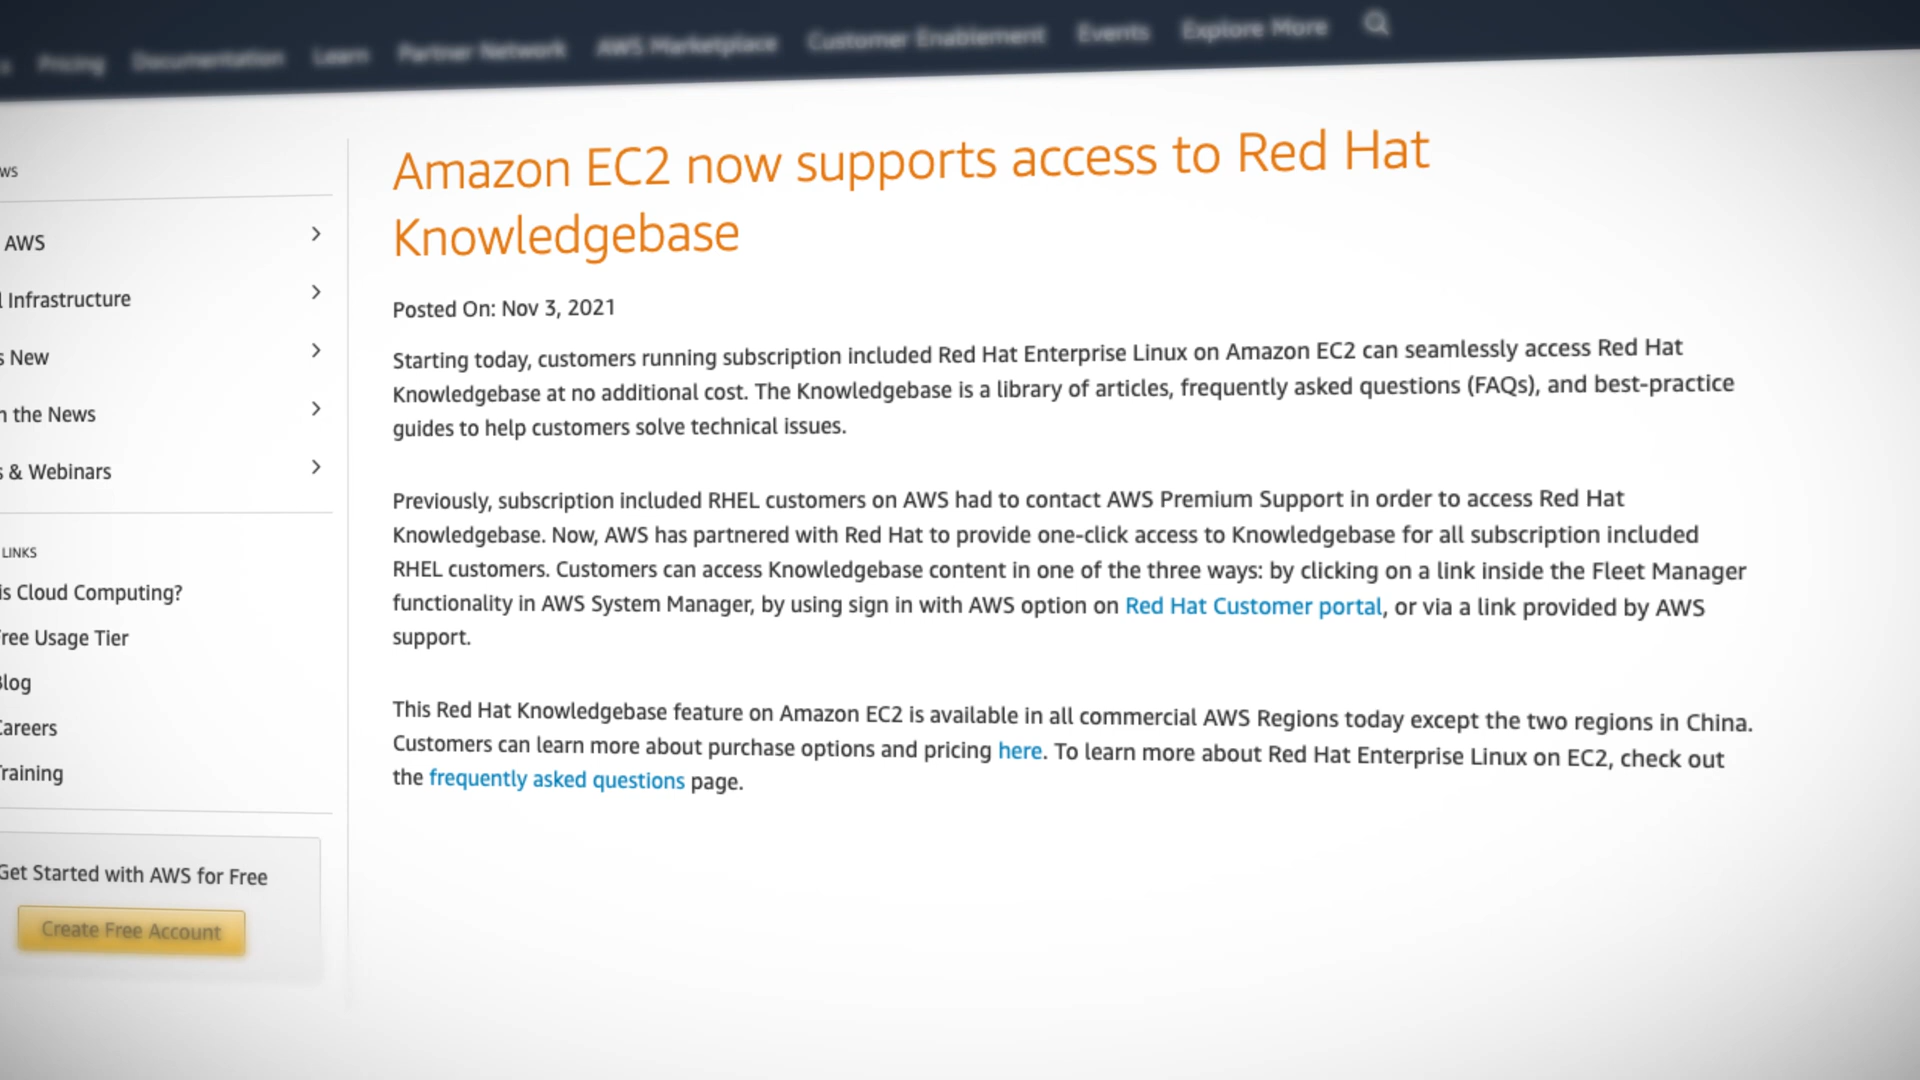 Pricing Documentation Learn Partner Network AWS Marketplace Customer Enablement Events Explore More
WS
AWS
l Infrastructure
s New
n the News
s & Webinars
LINKS
is Cloud Computing?
ree Usage Tier
Blog
Careers
Training
Get Started with AWS for Free
Create Free Account
Amazon EC2 now supports access to Red Hat
Knowledgebase
Posted On: Nov 3, 2021
Starting today, customers running subscription included Red Hat Enterprise Linux on Amazon EC2 can seamlessly access Red Hat
Knowledgebase at no additional cost. The Knowledgebase is a library of articles, frequently asked questions (FAQs), and best-practice
guides to help customers solve technical issues.
Previously, subscription included RHEL customers on AWS had to contact AWS Premium Support in order to access Red Hat
Knowledgebase. Now, AWS has partnered with Red Hat to provide one-click access to Knowledgebase for all subscription included
RHEL customers. Customers can access Knowledgebase content in one of the three ways: by clicking on a link inside the Fleet Manager
functionality in AWS System Manager, by using sign in with AWS option on Red Hat Customer portal, or via a link provided by AWS
support.
This Red Hat Knowledgebase feature on Amazon EC2 is available in all commercial AWS Regions today except the two regions in China.
Customers can learn more about purchase options and pricing here. To learn more about Red Hat Enterprise Linux on EC2, check out
the frequently asked questions page.